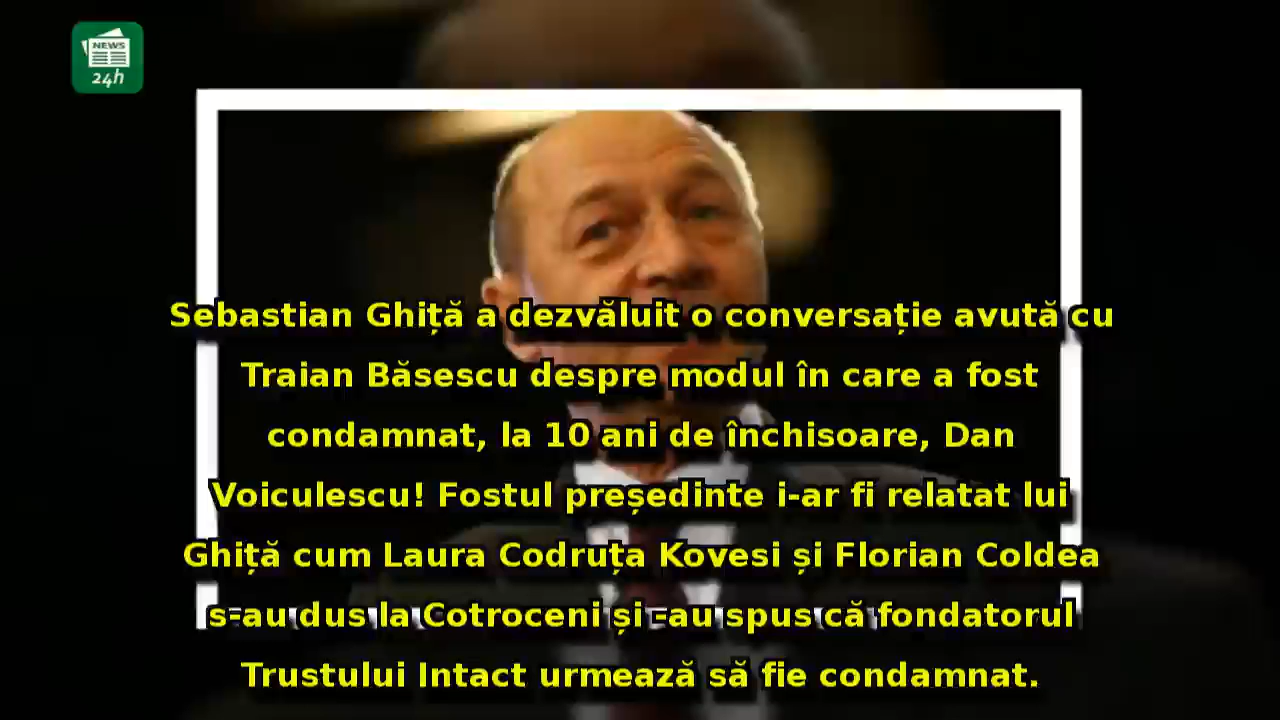 NEWS
24h
Sebastian Ghiță a dezvăluit o conversație avută cu
Traian Băsescu despre modul în care a fost
condamnat, la 10 ani de închisoare, Dan
Voiculescu! Fostul președinte i-ar fi relatat lui
Ghiță cum Laura Codruța Kovesi și Florian Coldea
s-au dus la Cotroceni și -au spus că fondatorul
Trustului Intact urmează să fie condamnat.